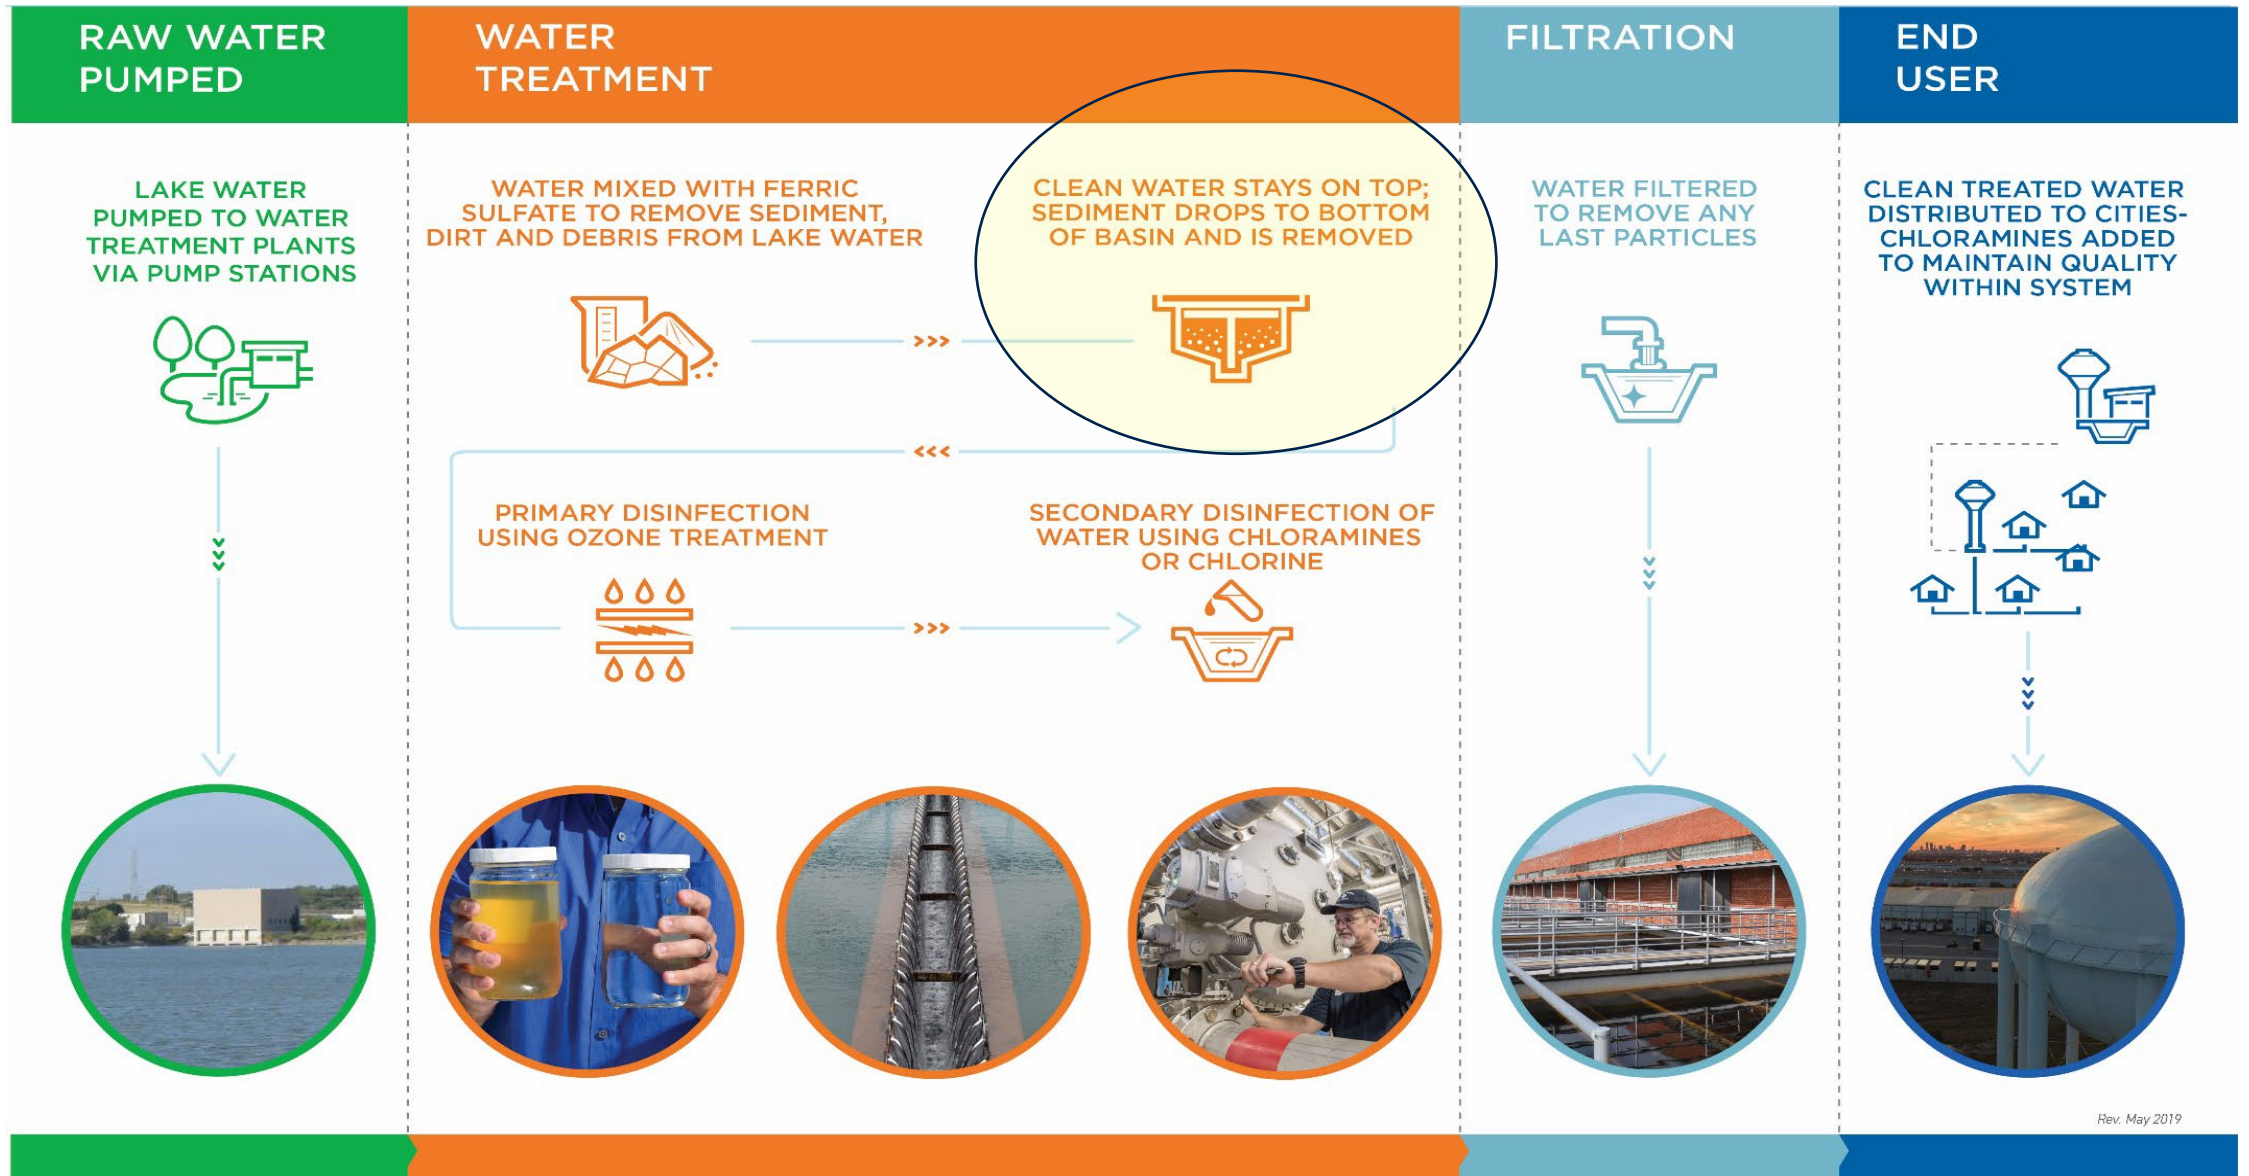 RAW WATER
PUMPED
WATER
TREATMENT
FILTRATION
END
USER
LAKE WATER
PUMPED TO WATER
TREATMENT PLANTS
VIA PUMP STATIONS
WATER MIXED WITH FERRIC
SULFATE TO REMOVE SEDIMENT,
DIRT AND DEBRIS FROM LAKE WATER
>>>
CLEAN WATER STAYS ON TOP;
SEDIMENT DROPS TO BOTTOM
OF BASIN AND IS REMOVED
<<<
PRIMARY DISINFECTION
USING OZONE TREATMENT
>>>
SECONDARY DISINFECTION OF
WATER USING CHLORAMINES
OR CHLORINE
WATER FILTERED
TO REMOVE ANY
LAST PARTICLES
CLEAN TREATED WATER
DISTRIBUTED TO CITIES-
CHLORAMINES ADDED
TO MAINTAIN QUALITY
WITHIN SYSTEM
Rev. May 2019